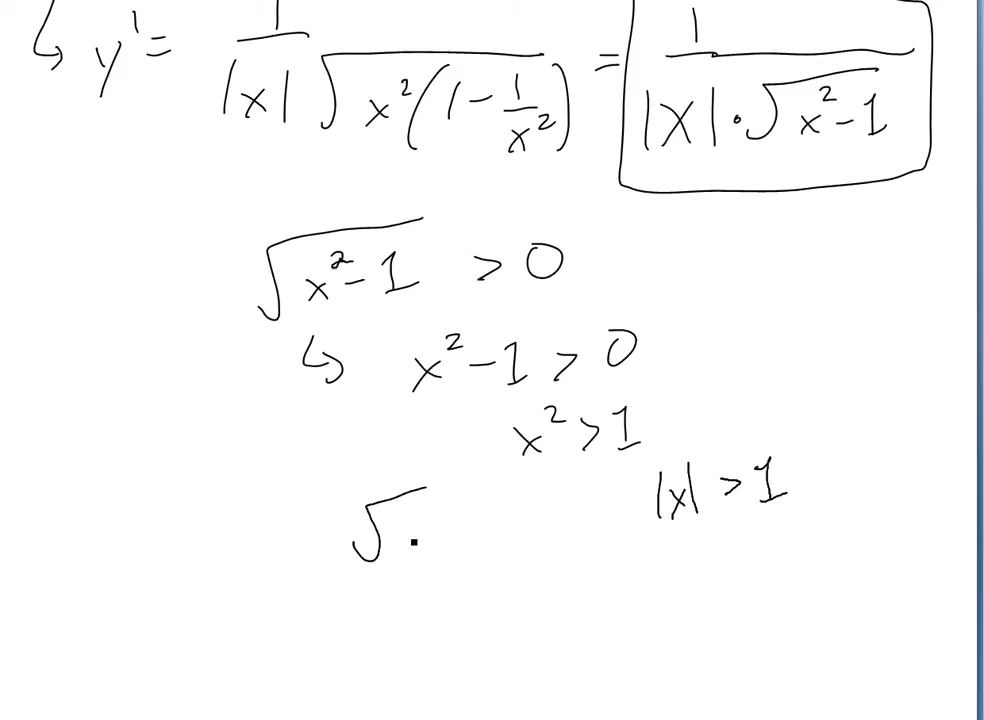 ↳ y' = 1/(|x|√(x²(1 - 1/x²))) = 1/(|x|·√(x²-1))
√(x²-1) > 0
↳ x²-1 > 0
x² > 1
|x| > 1
√